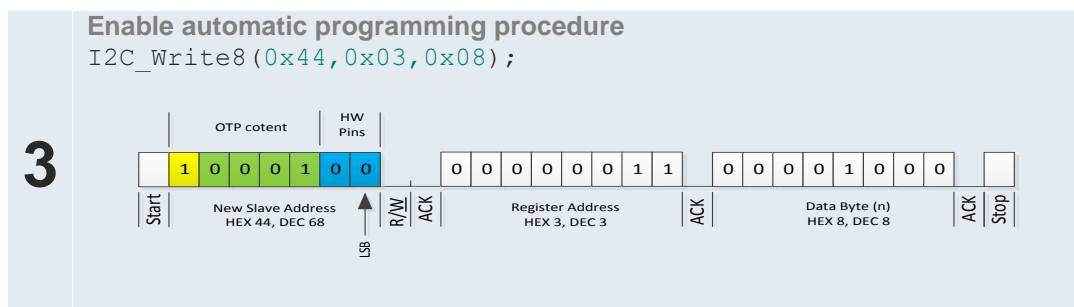 Enable automatic programming procedure
I2C_Write8(0x44,0x03,0x08);
3
OTP cotent
HW
Pins
1 0 0 0 1 0 0
0 0 0 0 0 0 1 1
0 0 0 0 1 0 0 0
Start
New Slave Address
HEX 44, DEC 68
LSB
R/W
ACK
Register Address
HEX 3, DEC 3
ACK
Data Byte (n)
HEX 8, DEC 8
ACK
Stop